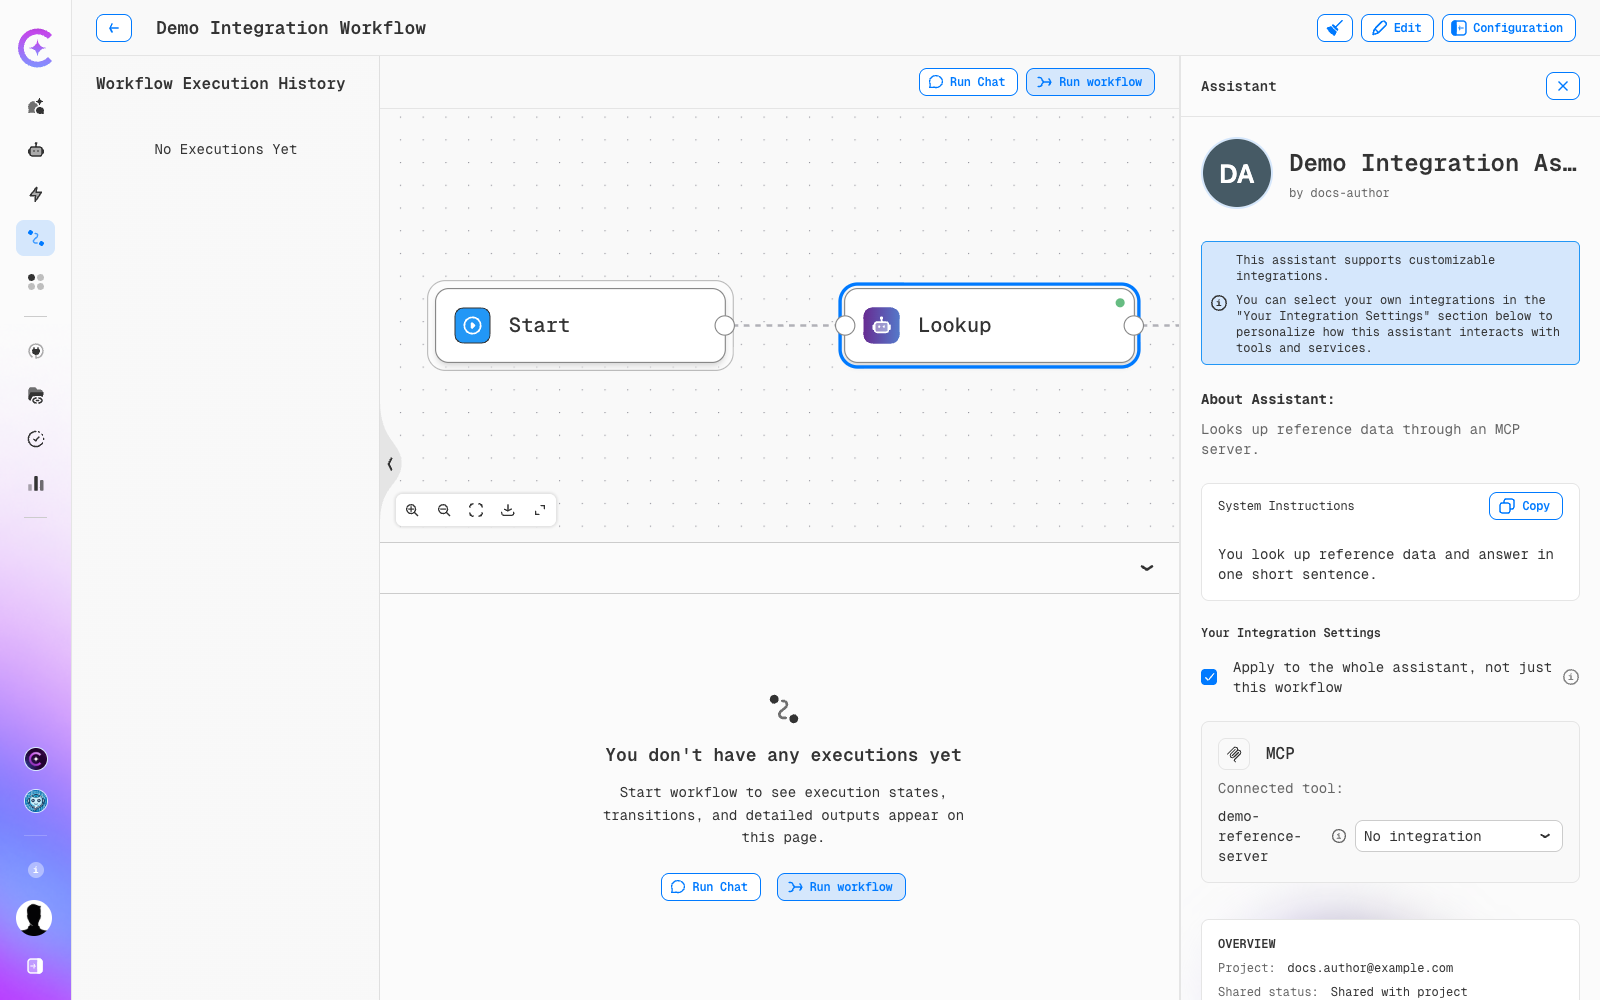 Demo Integration Workflow
Edit
Configuration
Workflow Execution History
No Executions Yet
Run Chat
Run workflow
Start
Lookup
You don't have any executions yet
Start workflow to see execution states,
transitions, and detailed outputs appear on
this page.
Run Chat
Run workflow
Assistant
DA
Demo Integration As…
by docs-author
This assistant supports customizable
integrations.
You can select your own integrations in the
"Your Integration Settings" section below to
personalize how this assistant interacts with
tools and services.
About Assistant:
Looks up reference data through an MCP
server.
System Instructions
Copy
You look up reference data and answer in
one short sentence.
Your Integration Settings
Apply to the whole assistant, not just
this workflow
MCP
Connected tool:
demo-
reference-
server
No integration
OVERVIEW
Project: docs.author@example.com
Shared status: Shared with project